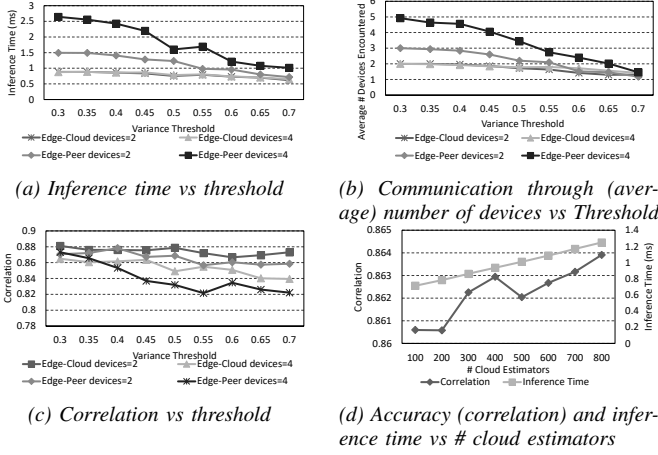 3
2.5
2
1.5
1
0.5
0
Inference Time (ms)
0.3 0.35 0.4 0.45 0.5 0.55 0.6 0.65 0.7
Variance Threshold
Edge-Cloud devices=2 Edge-Cloud devices=4
Edge-Peer devices=2 Edge-Peer devices=4
(a) Inference time vs threshold
6
5
4
3
2
1
0
Average # Devices Encountered
0.3 0.35 0.4 0.45 0.5 0.55 0.6 0.65 0.7
Variance Threshold
Edge-Cloud devices=2 Edge-Cloud devices=4
Edge-Peer devices=2 Edge-Peer devices=4
(b) Communication through (aver-
age) number of devices vs Threshold
0.9
0.88
0.86
0.84
0.82
0.8
0.78
Correlation
0.3 0.35 0.4 0.45 0.5 0.55 0.6 0.65 0.7
Variance Threshold
Edge-Cloud devices=2 Edge-Cloud devices=4
Edge-Peer devices=2 Edge-Peer devices=4
(c) Correlation vs threshold
0.865
0.863
0.862
0.861
0.86
Correlation
1.4
1.2
1
0.8
0.6
0.4
0.2
0
Inference Time (ms)
100 200 300 400 500 600 700 800
# Cloud Estimators
Correlation Inference Time
(d) Accuracy (correlation) and infer-
ence time vs # cloud estimators